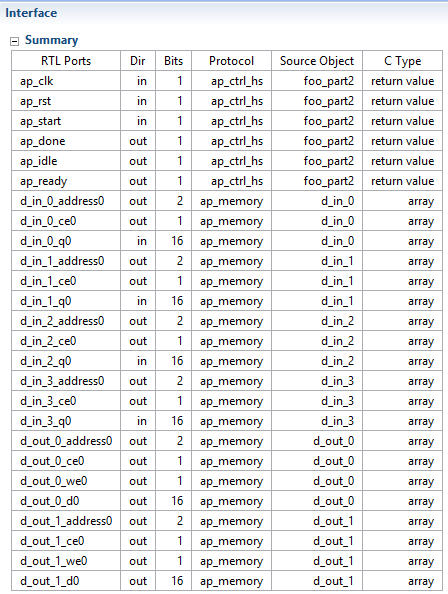 Interface
Summary
RTL Ports Dir Bits Protocol Source Object C Type
ap_clk in 1 ap_ctrl_hs foo_part2 return value
ap_rst in 1 ap_ctrl_hs foo_part2 return value
ap_start in 1 ap_ctrl_hs foo_part2 return value
ap_done out 1 ap_ctrl_hs foo_part2 return value
ap_idle out 1 ap_ctrl_hs foo_part2 return value
ap_ready out 1 ap_ctrl_hs foo_part2 return value
d_in_0_address0 out 2 ap_memory d_in_0 array
d_in_0_ce0 out 1 ap_memory d_in_0 array
d_in_0_q0 in 16 ap_memory d_in_0 array
d_in_1_address0 out 2 ap_memory d_in_1 array
d_in_1_ce0 out 1 ap_memory d_in_1 array
d_in_1_q0 in 16 ap_memory d_in_1 array
d_in_2_address0 out 2 ap_memory d_in_2 array
d_in_2_ce0 out 1 ap_memory d_in_2 array
d_in_2_q0 in 16 ap_memory d_in_2 array
d_in_3_address0 out 2 ap_memory d_in_3 array
d_in_3_ce0 out 1 ap_memory d_in_3 array
d_in_3_q0 in 16 ap_memory d_in_3 array
d_out_0_address0 out 2 ap_memory d_out_0 array
d_out_0_ce0 out 1 ap_memory d_out_0 array
d_out_0_we0 out 1 ap_memory d_out_0 array
d_out_0_d0 out 16 ap_memory d_out_0 array
d_out_1_address0 out 2 ap_memory d_out_1 array
d_out_1_ce0 out 1 ap_memory d_out_1 array
d_out_1_we0 out 1 ap_memory d_out_1 array
d_out_1_d0 out 16 ap_memory d_out_1 array